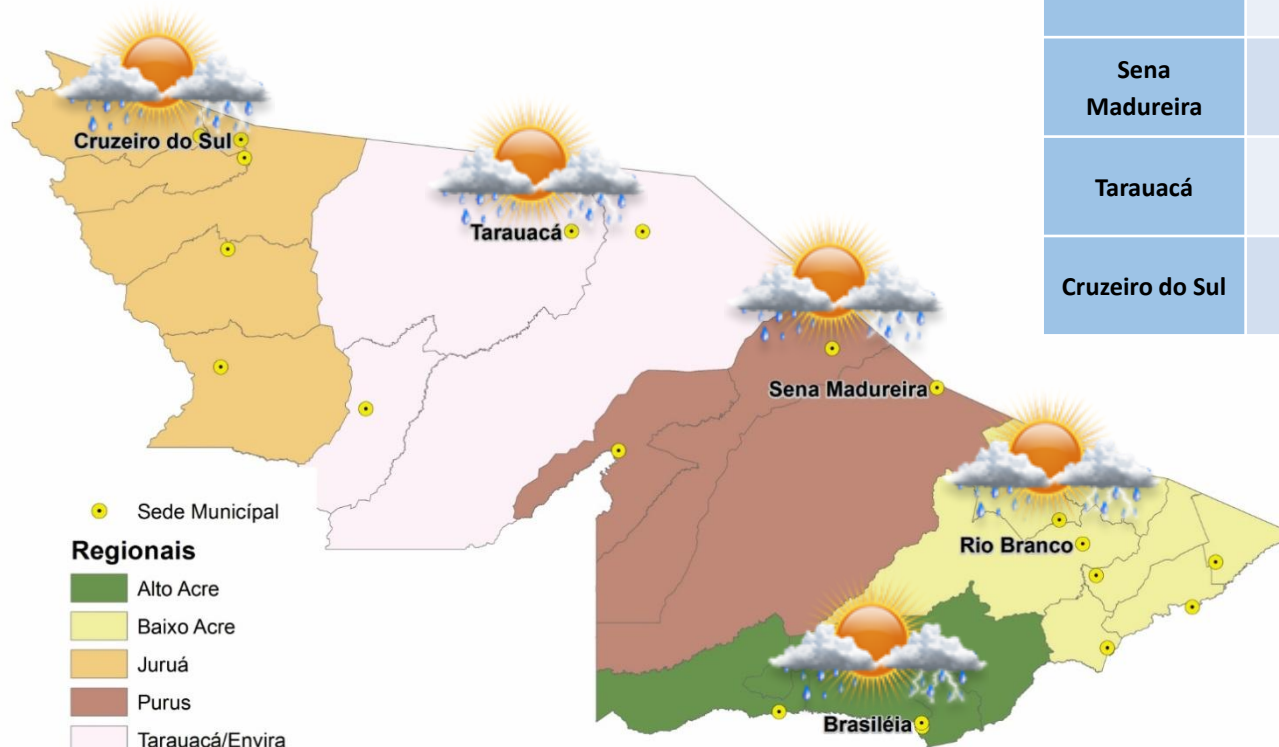 Cruzeiro do Sul
Tarauacá
Sena Madureira
Rio Branco
Brasiléia
Sede Municípal
Regionais
Alto Acre
Baixo Acre
Juruá
Purus
Tarauacá/Envira
Sena
Madureira
Tarauacá
Cruzeiro do Sul